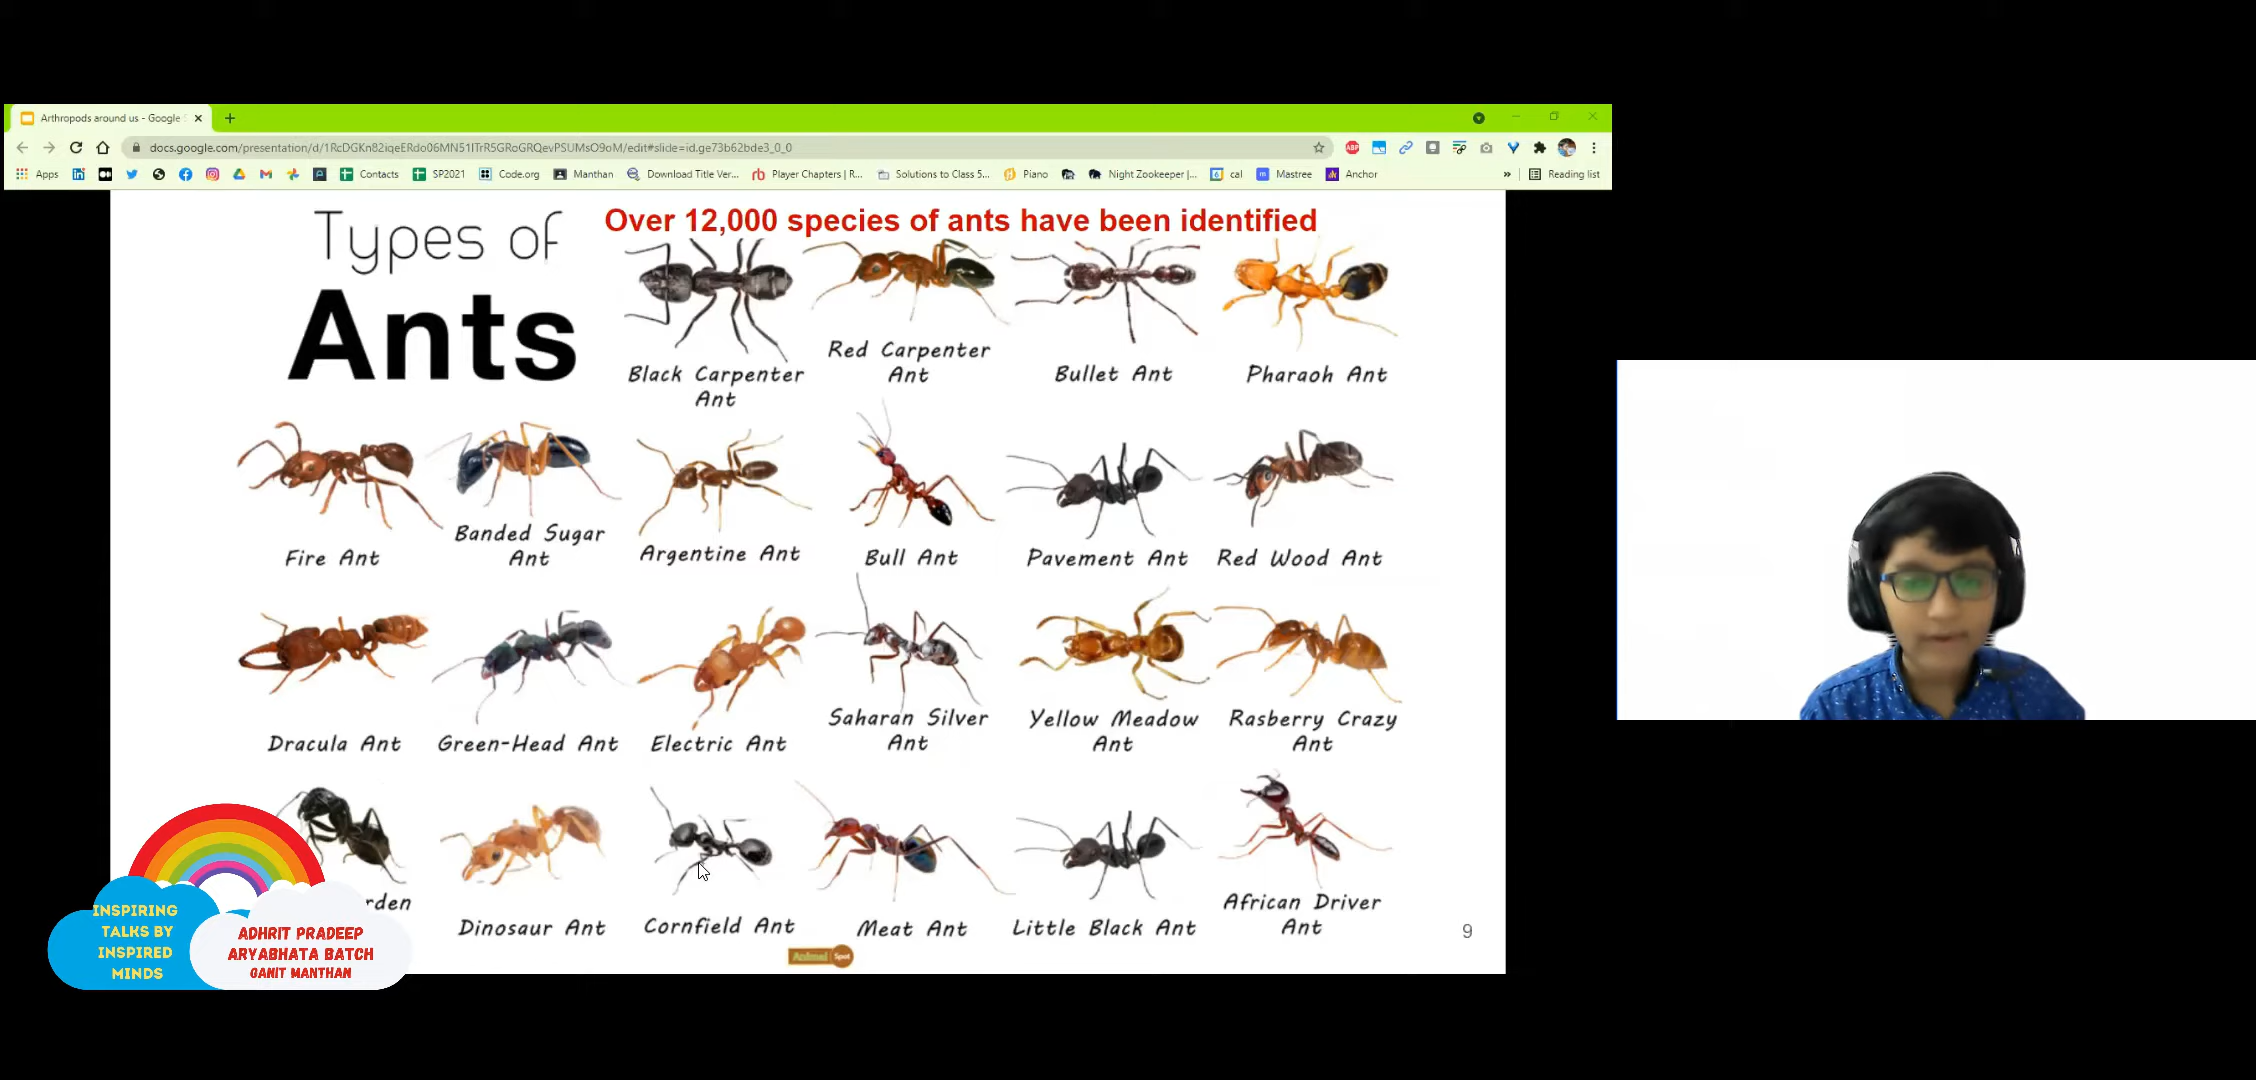 Arthropods around us - Google
docs.google.com/presentation/d/1RcDGKn82iqeERdo06MN51ITrR5GRoGRQevPSUMsO9oM/edit#slide=id.ge73b62bde3_0_0
Apps Contacts SP2021 Code.org Manthan Download Title Ver... Player Chapters | R... Solutions to Class 5... Piano Night Zookeeper |... cal Mastree Anchor » Reading list
Types of
Ants
Over 12,000 species of ants have been identified
Black Carpenter
Ant
Red Carpenter
Ant
Bullet Ant
Pharaoh Ant
Fire Ant
Banded Sugar
Ant
Argentine Ant
Bull Ant
Pavement Ant
Red Wood Ant
Dracula Ant
Green-Head Ant
Electric Ant
Saharan Silver
Ant
Yellow Meadow
Ant
Rasberry Crazy
Ant
Dinosaur Ant
Cornfield Ant
Meat Ant
Little Black Ant
African Driver
Ant
Animal Spot
9
INSPIRING
TALKS BY
INSPIRED
MINDS
ADHRIT PRADEEP
ARYABHATA BATCH
GANIT MANTHAN